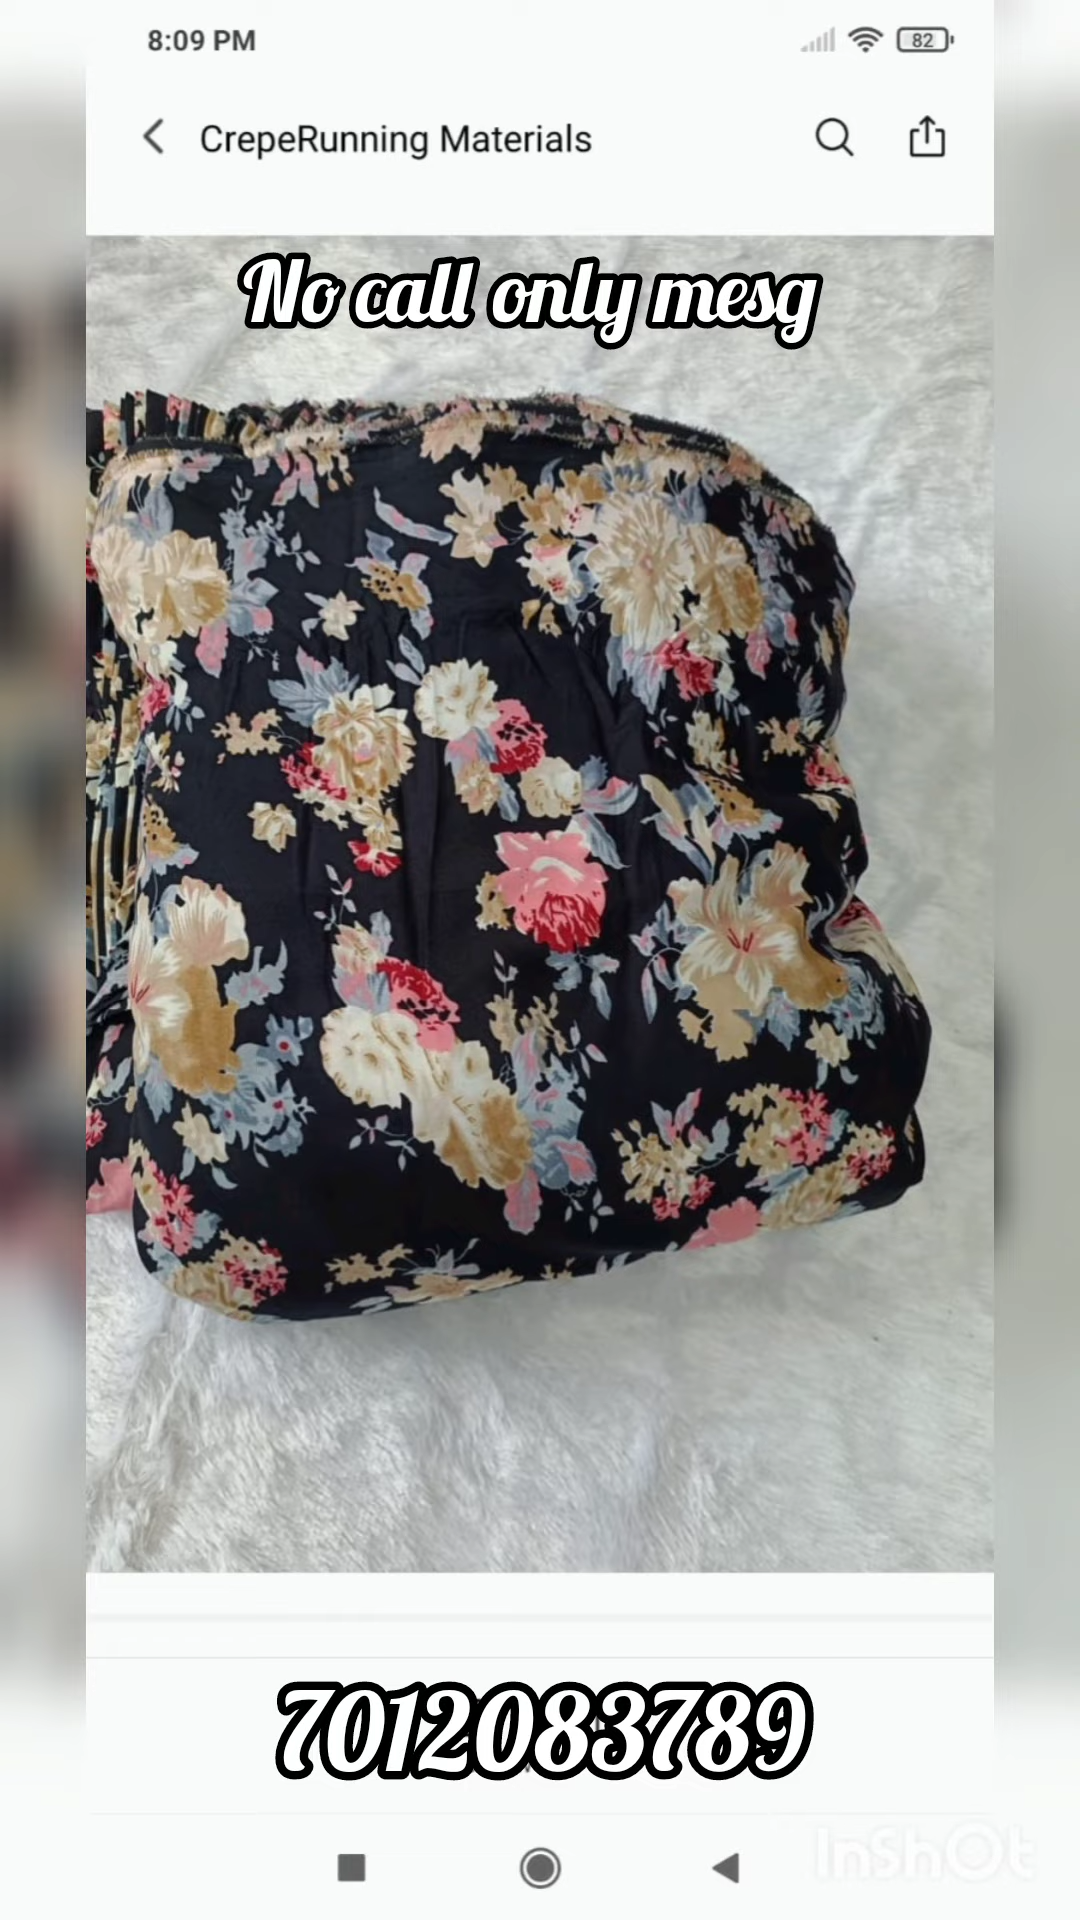 8:09 PM
82
CrepeRunning Materials
No call only mesg
7012083789
InShOt